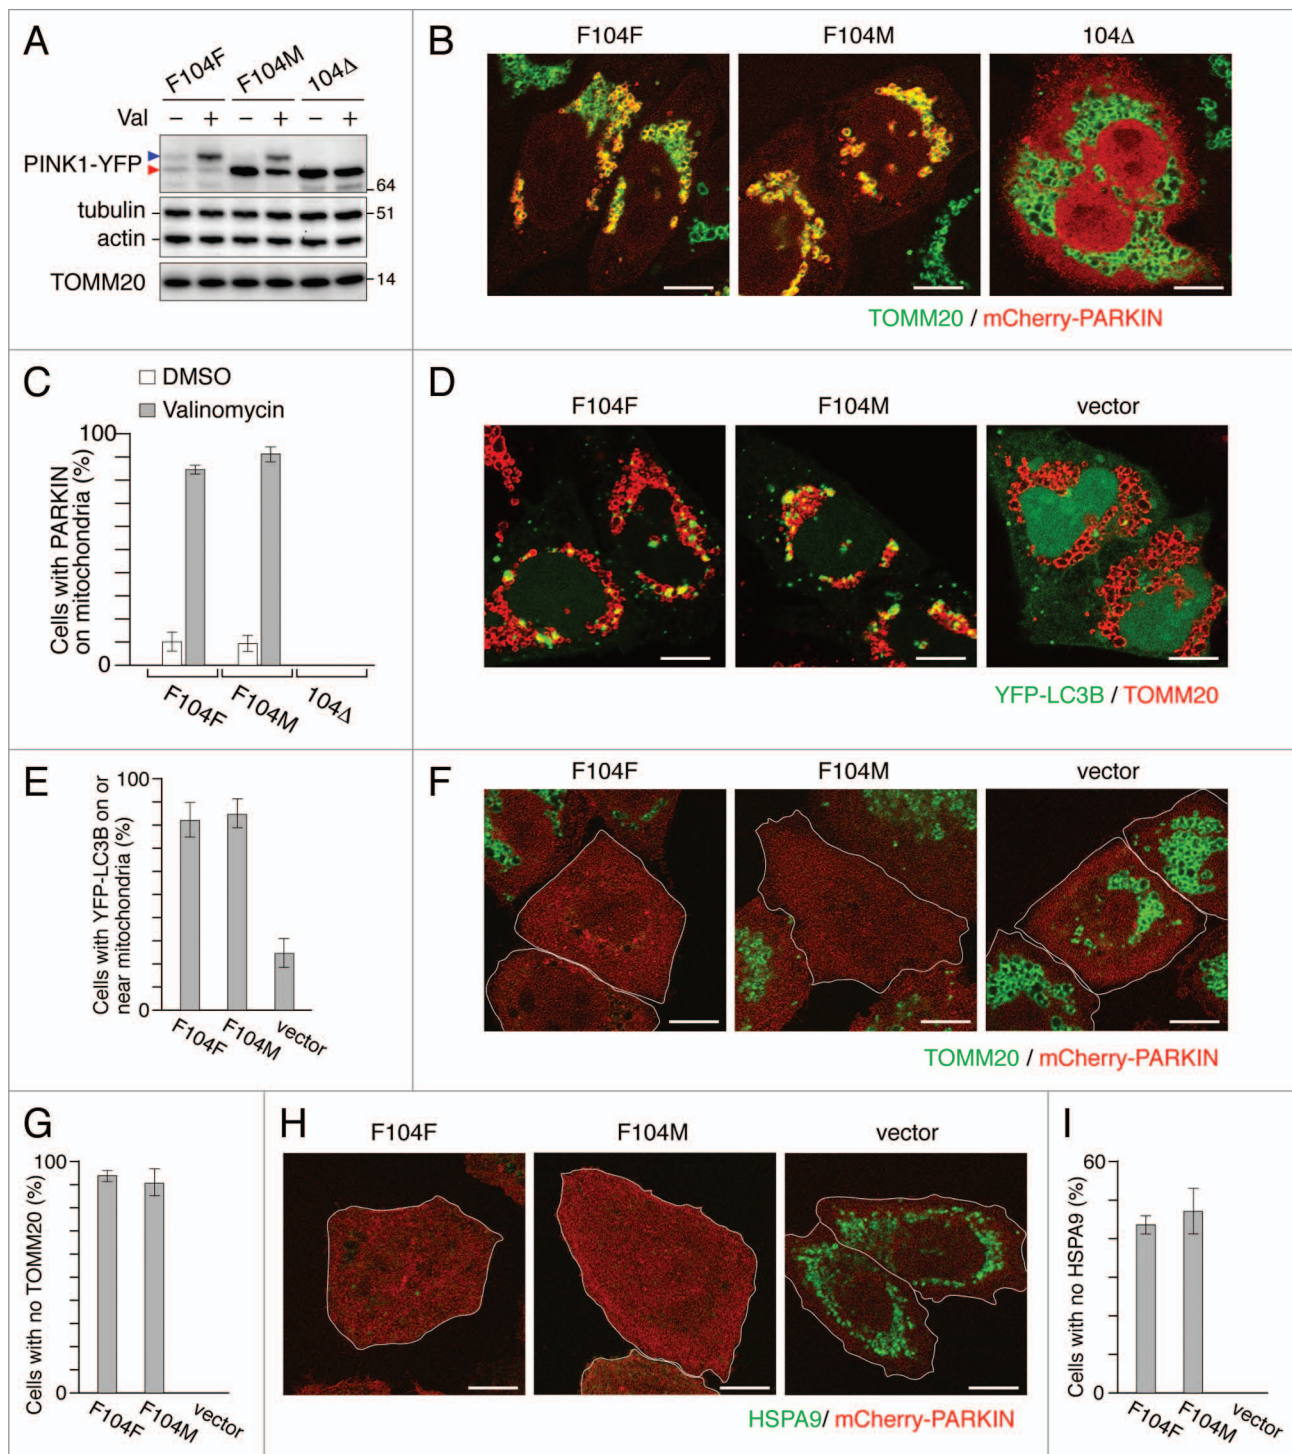 A
F104F
F104M
104Δ
Val
− + − + − +
PINK1-YFP
64
tubulin
51
actin
TOMM20
14
B
F104F
F104M
104Δ
TOMM20 / mCherry-PARKIN
C
DMSO
Valinomycin
Cells with PARKIN
on mitochondria (%)
100
0
F104F
F104M
104Δ
D
F104F
F104M
vector
YFP-LC3B / TOMM20
E
Cells with YFP-LC3B on or
near mitochondria (%)
100
0
F104F
F104M
vector
F
F104F
F104M
vector
TOMM20 / mCherry-PARKIN
G
Cells with no TOMM20 (%)
100
0
F104F
F104M
vector
H
F104F
F104M
vector
HSPA9/ mCherry-PARKIN
I
Cells with no HSPA9 (%)
60
0
F104F
F104M
vector